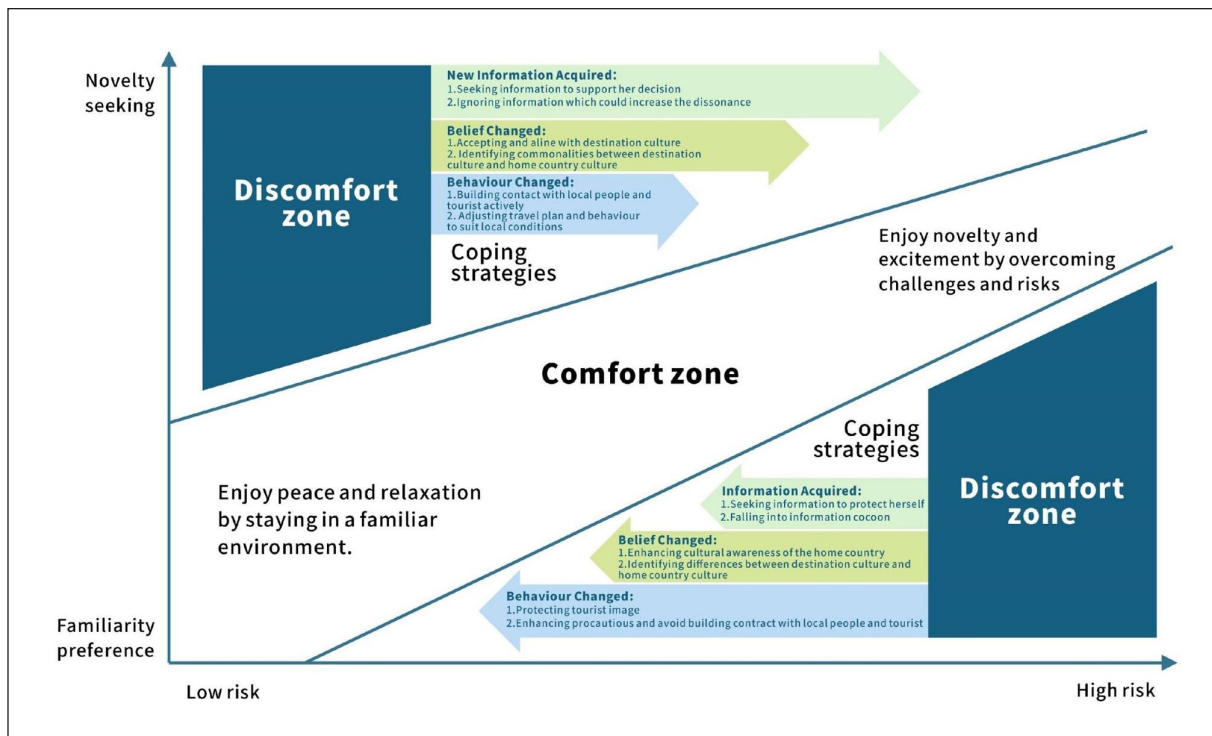 Novelty
seeking
Discomfort
zone
New Information Acquired:
1.Seeking information to support her decision
2.Ignoring information which could increase the dissonance
Belief Changed:
1.Accepting and aline with destination culture
2. Identifying commonalities between destination
culture and home country culture
Behaviour Changed:
1.Building contact with local people and
tourist actively
2. Adjusting travel plan and behaviour
to suit local conditions
Coping
strategies
Enjoy novelty and
excitement by overcoming
challenges and risks
Comfort zone
Enjoy peace and relaxation
by staying in a familiar
environment.
Coping
strategies
Information Acquired:
1.Seeking information to protect herself
2.Falling into information cocoon
Belief Changed:
1.Enhancing cultural awareness of the home country
2.Identifying differences between destination culture and
home country culture
Behaviour Changed:
1.Protecting tourist image
2.Enhancing procautious and avoid building contract with local people and tourist
Discomfort
zone
Familiarity
preference
Low risk
High risk